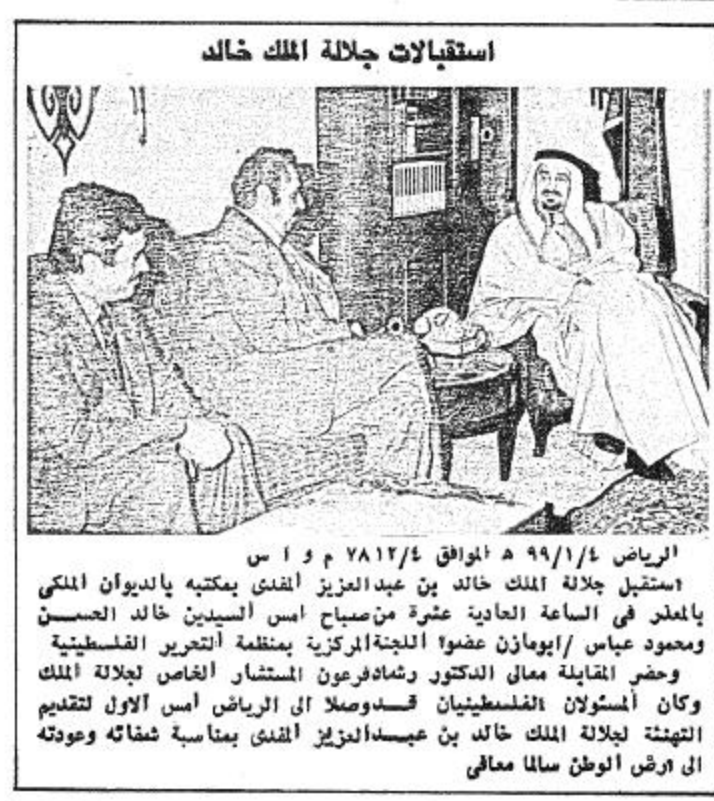 استقبالات جلالة الملك خالد
الرياض ٩٩/١/٤ هـ الموافق ٧٨١٢/٤ م و ا س
استقبل جلالة الملك خالد بن عبدالعزيز المفدى بمكتبه بالديوان الملكى
بالمعذر فى الساعة الحادية عشرة من صباح امس السيدين خالد الحسن
ومحمود عباس /ابومازن عضوا اللجنة المركزية بمنظمة التحرير الفلسطينية
وحضر المقابلة معالى الدكتور رشاد فرعون المستشار الخاص لجلالة الملك
وكان المسئولان الفلسطينيان قد وصلا الى الرياض أمس الاول لتقديم
التهنئة لجلالة الملك خالد بن عبدالعزيز المفدى بمناسبة شفائه وعودته
الى ارض الوطن سالما معافى